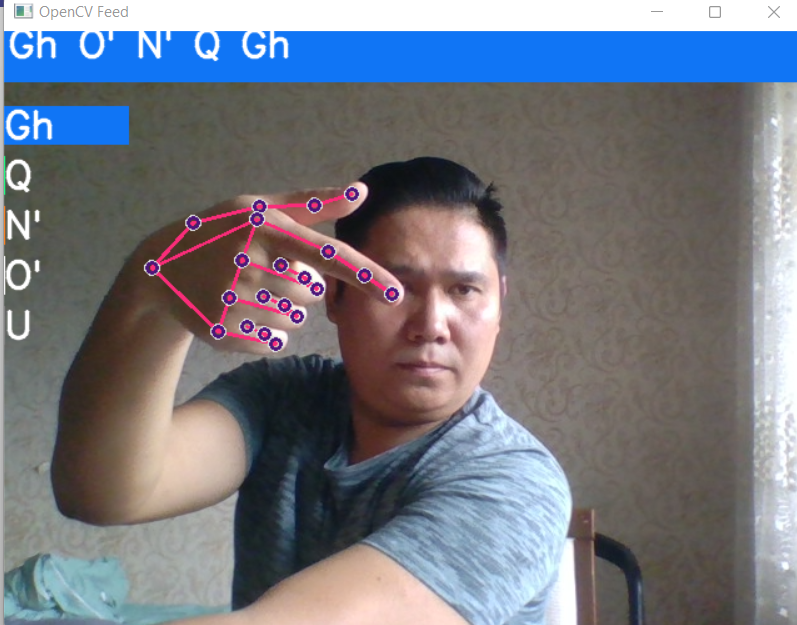 OpenCV Feed
Gh O' N' Q Gh
Gh
Q
N'
O'
U